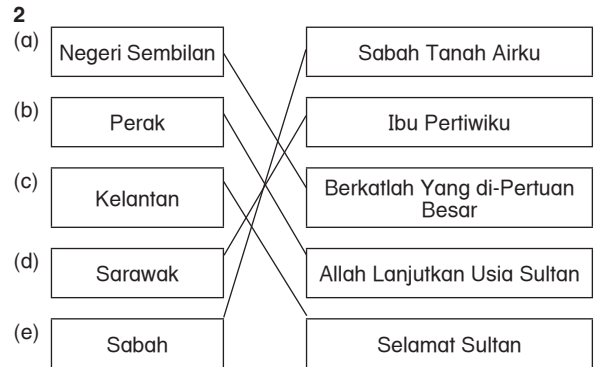 2
(a) Negeri Sembilan Sabah Tanah Airku
(b) Perak Ibu Pertiwiku
(c) Kelantan Berkatlah Yang di-Pertuan
Besar
(d) Sarawak Allah Lanjutkan Usia Sultan
(e) Sabah Selamat Sultan